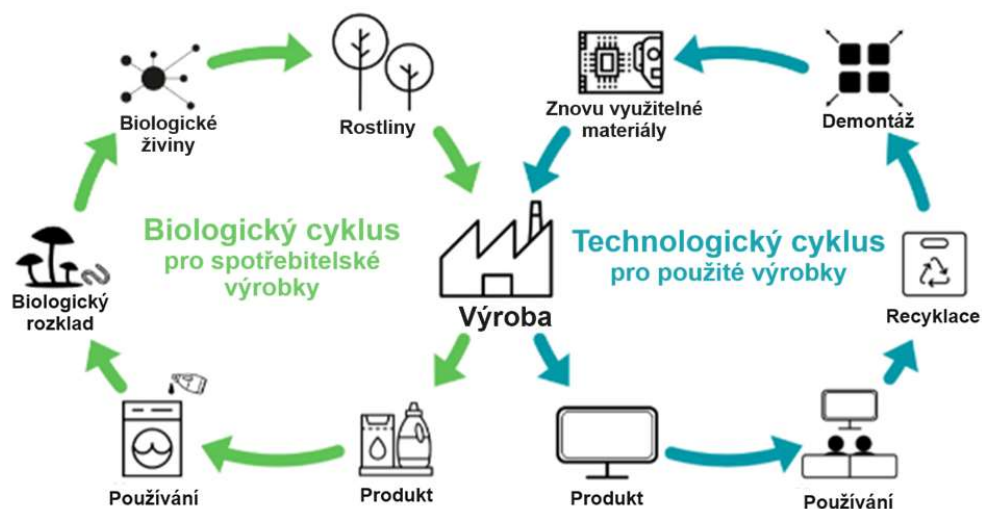 Biologické
živiny
Rostliny
Znovu využitelné
materiály
Demontáž
Biologický cyklus
pro spotřebitelské
výrobky
Technologický cyklus
pro použité výrobky
Biologický
rozklad
Výroba
Recyklace
Používání
Produkt
Produkt
Používání